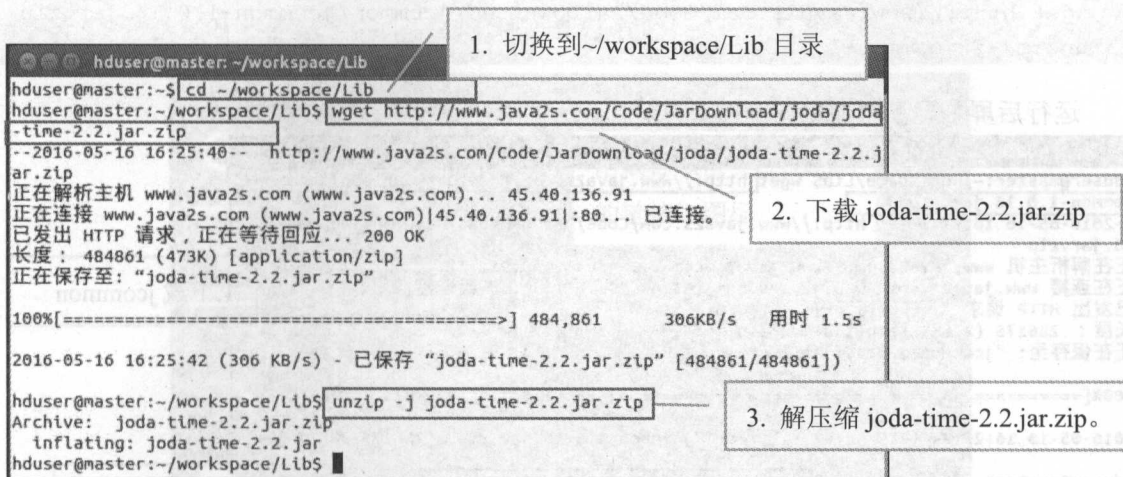 1. 切换到~/workspace/Lib 目录
hduser@master: ~/workspace/Lib
hduser@master:~$ cd ~/workspace/Lib
hduser@master:~/workspace/Lib$ wget http://www.java2s.com/Code/JarDownload/joda/joda
-time-2.2.jar.zip
--2016-05-16 16:25:40-- http://www.java2s.com/Code/JarDownload/joda/joda-time-2.2.j
ar.zip
正在解析主机 www.java2s.com (www.java2s.com)... 45.40.136.91
正在连接 www.java2s.com (www.java2s.com)|45.40.136.91|:80... 已连接。
2. 下载 joda-time-2.2.jar.zip
已发出 HTTP 请求，正在等待回应... 200 OK
长度： 484861 (473K) [application/zip]
正在保存至: “joda-time-2.2.jar.zip”
100%[======================================>] 484,861 306KB/s 用时 1.5s
2016-05-16 16:25:42 (306 KB/s) - 已保存 “joda-time-2.2.jar.zip” [484861/484861])
hduser@master:~/workspace/Lib$ unzip -j joda-time-2.2.jar.zip
3. 解压缩 joda-time-2.2.jar.zip。
Archive: joda-time-2.2.jar.zip
inflating: joda-time-2.2.jar
hduser@master:~/workspace/Lib$